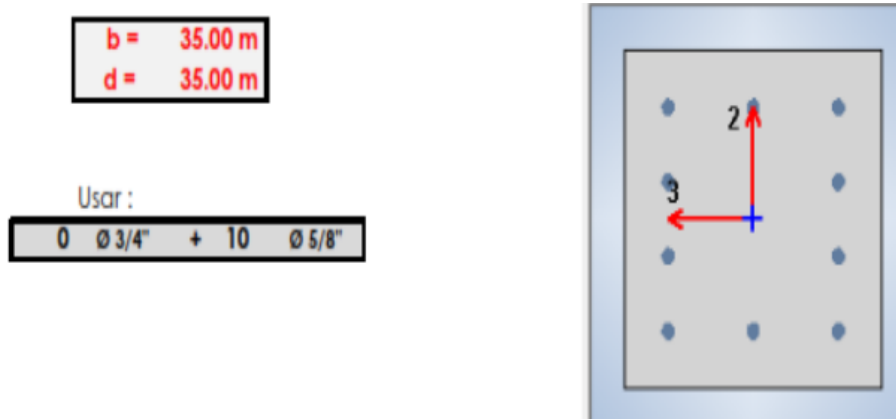 b = 35.00 m
d = 35.00 m
Usar :
0 Ø 3/4" + 10 Ø 5/8"
2
3